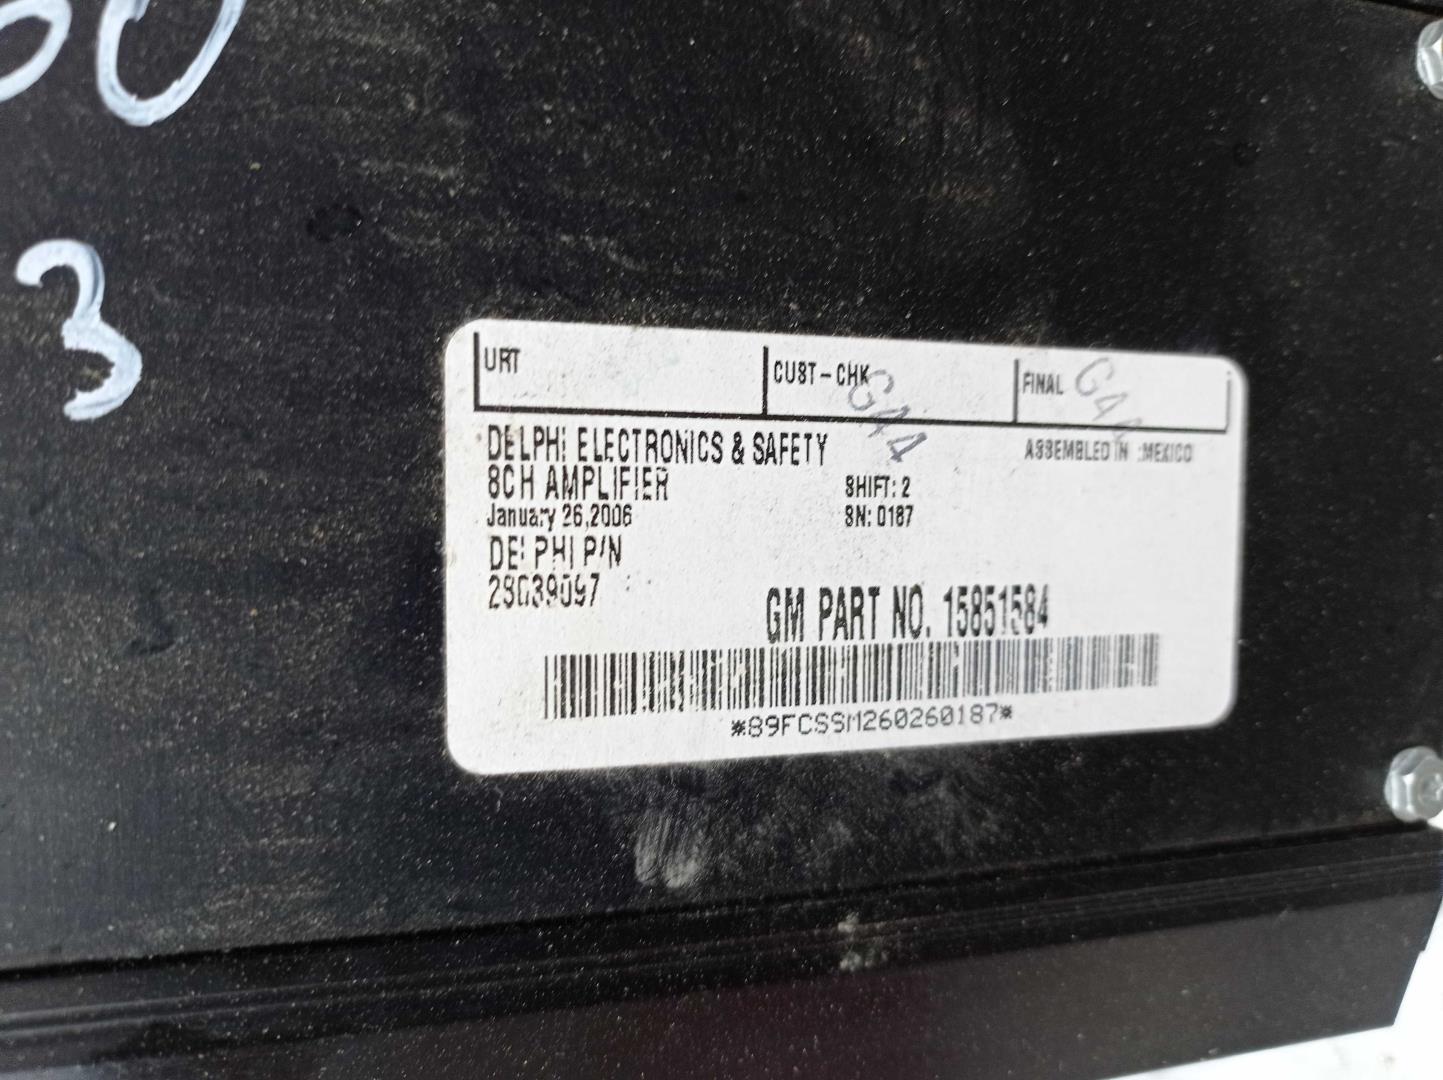 3
URT
CUST-CHK
FINAL
DELPHI ELECTRONICS & SAFETY
ASSEMBLED IN MEXICO
8CH AMPLIFIER
SHIFT: 2
January 26,2006
SN: 0187
DELPHI P/N
28039097
GM PART NO. 15851584
*89FCSSM260260187*